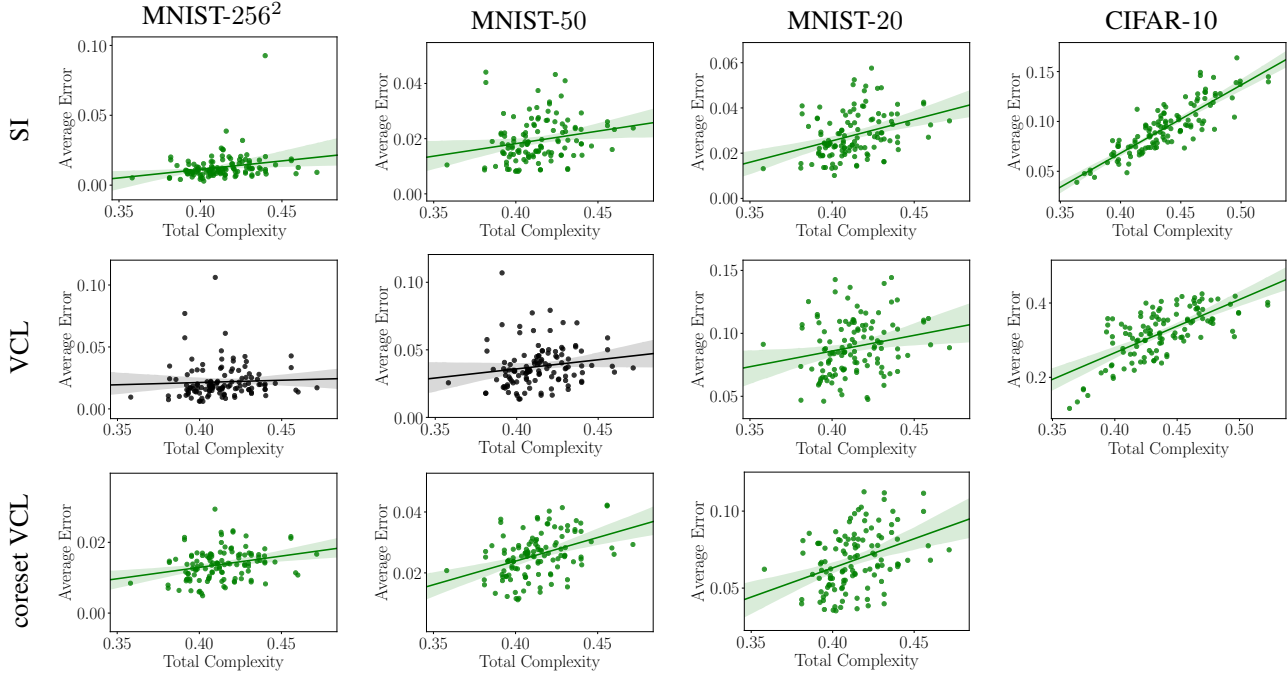 MNIST-256² MNIST-50 MNIST-20 CIFAR-10
SI
Average Error
0.10
0.05
0.00
0.35 0.40 0.45
Total Complexity
Average Error
0.04
0.02
0.00
0.35 0.40 0.45
Total Complexity
Average Error
0.06
0.04
0.02
0.00
0.35 0.40 0.45
Total Complexity
Average Error
0.15
0.10
0.05
0.35 0.40 0.45 0.50
Total Complexity
VCL
Average Error
0.10
0.05
0.00
0.35 0.40 0.45
Total Complexity
Average Error
0.10
0.05
0.00
0.35 0.40 0.45
Total Complexity
Average Error
0.15
0.10
0.05
0.35 0.40 0.45
Total Complexity
Average Error
0.4
0.2
0.35 0.40 0.45 0.50
Total Complexity
coreset VCL
Average Error
0.02
0.00
0.35 0.40 0.45
Total Complexity
Average Error
0.04
0.02
0.35 0.40 0.45
Total Complexity
Average Error
0.10
0.05
0.35 0.40 0.45
Total Complexity